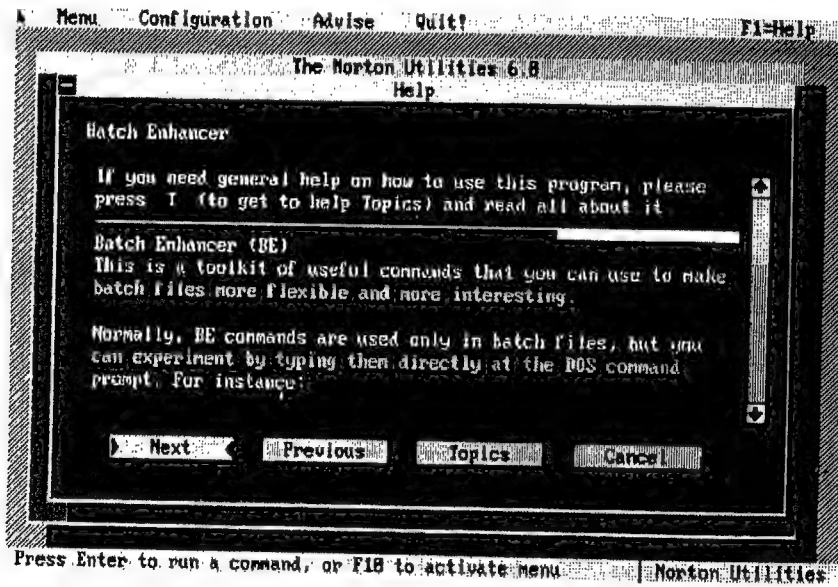 Menu Configuration Advise Quit! F1=Help
The Norton Utilities 6.0
Help
Batch Enhancer
If you need general help on how to use this program, please
press T (to get to help Topics) and read all about it
Batch Enhancer (BE)
This is a toolkit of useful commands that you can use to make
batch files more flexible and more interesting.
Normally, BE commands are used only in batch files, but you
can experiment by typing them directly at the DOS command
prompt. For instance:
Next Previous Topics Cancel
Press Enter to run a command, or F10 to activate menu Norton Utilities